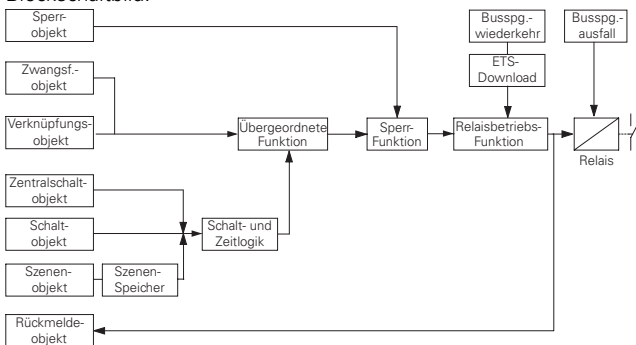 Sperr-
objekt
Busspg.-
wiederkehr
Busspg.-
ausfall
Zwangsf.-
objekt
ETS-
Download
Verknüpfungs-
objekt
Übergeordnete
Funktion
Sperr-
Funktion
Relaisbetriebs-
Funktion
Relais
Zentralschalt-
objekt
Schalt-
objekt
Schalt- und
Zeitlogik
Szenen-
objekt
Szenen-
Speicher
Rückmelde-
objekt